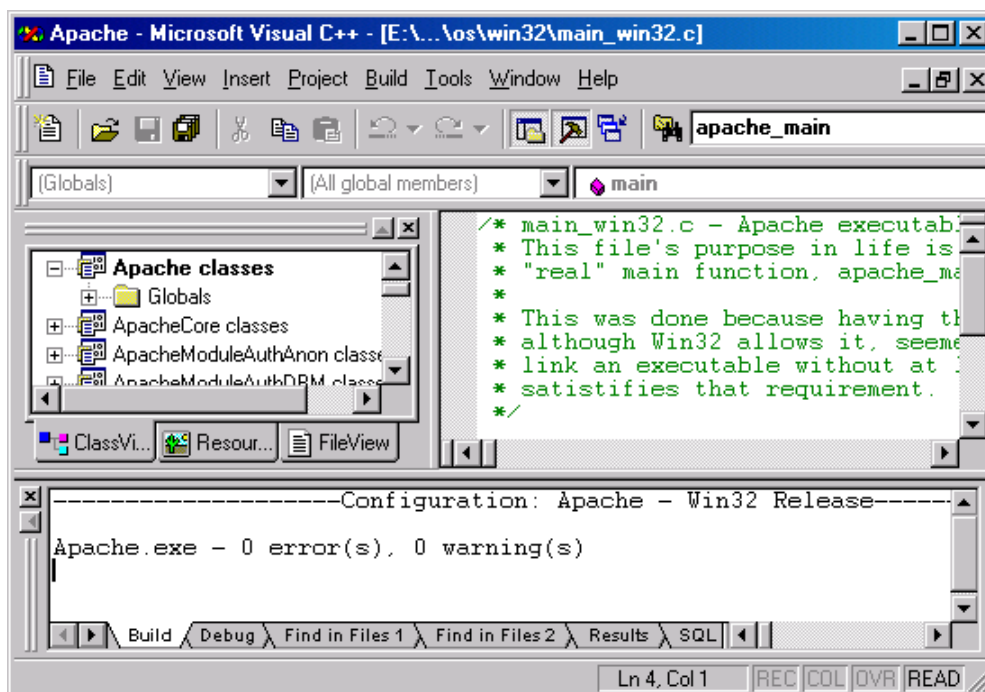 Apache - Microsoft Visual C++ - [E:\...\os\win32\main_win32.c]
File Edit View Insert Project Build Tools Window Help
apache_main
(Globals) (All global members) main
Apache classes
Globals
ApacheCore classes
ApacheModuleAuthAnon classe
ApacheModuleAuthDBM classe
ClassVi... Resour... FileView
/* main_win32.c - Apache executab
* This file's purpose in life is
* "real" main function, apache_ma
*
* This was done because having th
* although Win32 allows it, seeme
* link an executable without at l
* satistifies that requirement.
*/
--------------------Configuration: Apache - Win32 Release-----
Apache.exe - 0 error(s), 0 warning(s)
Build Debug Find in Files 1 Find in Files 2 Results SQL
Ln 4, Col 1 REC COL OVR READ